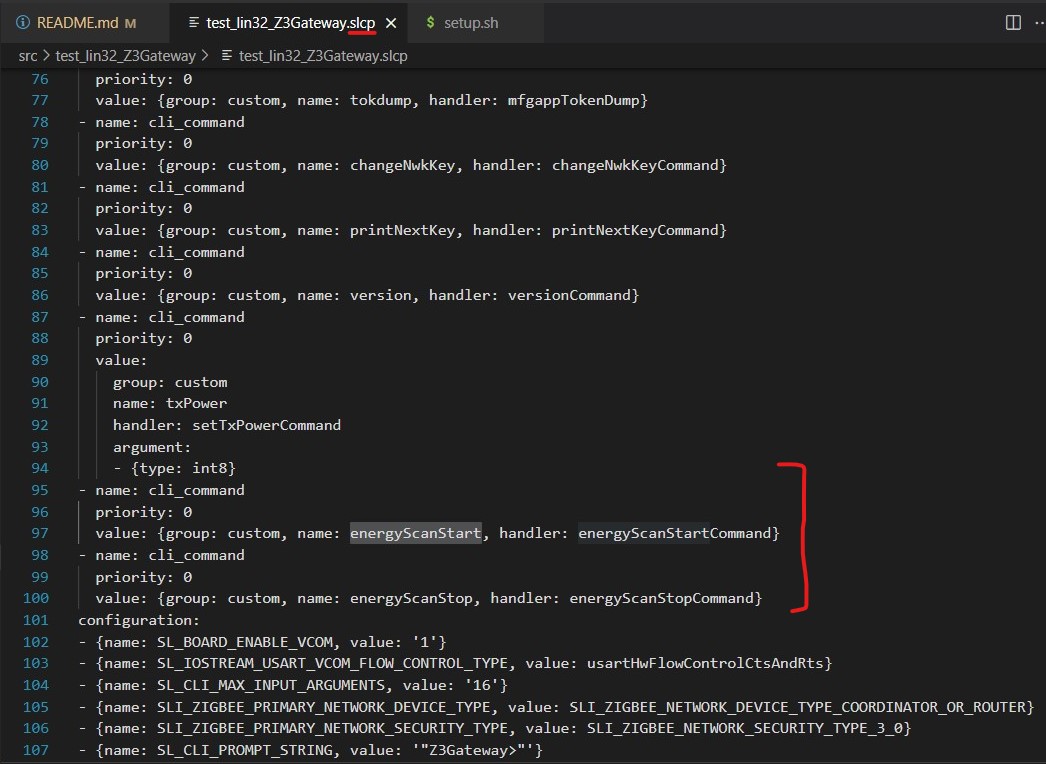 README.md M test_lin32_Z3Gateway.slcp setup.sh
src > test_lin32_Z3Gateway > test_lin32_Z3Gateway.slcp
76 priority: 0
77 value: {group: custom, name: tokdump, handler: mfgappTokenDump}
78 - name: cli_command
79 priority: 0
80 value: {group: custom, name: changeNwkKey, handler: changeNwkKeyCommand}
81 - name: cli_command
82 priority: 0
83 value: {group: custom, name: printNextKey, handler: printNextKeyCommand}
84 - name: cli_command
85 priority: 0
86 value: {group: custom, name: version, handler: versionCommand}
87 - name: cli_command
88 priority: 0
89 value:
90 group: custom
91 name: txPower
92 handler: setTxPowerCommand
93 argument:
94 - {type: int8}
95 - name: cli_command
96 priority: 0
97 value: {group: custom, name: energyScanStart, handler: energyScanStartCommand}
98 - name: cli_command
99 priority: 0
100 value: {group: custom, name: energyScanStop, handler: energyScanStopCommand}
101 configuration:
102 - {name: SL_BOARD_ENABLE_VCOM, value: '1'}
103 - {name: SL_IOSTREAM_USART_VCOM_FLOW_CONTROL_TYPE, value: usartHwFlowControlCtsAndRts}
104 - {name: SL_CLI_MAX_INPUT_ARGUMENTS, value: '16'}
105 - {name: SLI_ZIGBEE_PRIMARY_NETWORK_DEVICE_TYPE, value: SLI_ZIGBEE_NETWORK_DEVICE_TYPE_COORDINATOR_OR_ROUTER}
106 - {name: SLI_ZIGBEE_PRIMARY_NETWORK_SECURITY_TYPE, value: SLI_ZIGBEE_NETWORK_SECURITY_TYPE_3_0}
107 - {name: SL_CLI_PROMPT_STRING, value: '"Z3Gateway>"'}